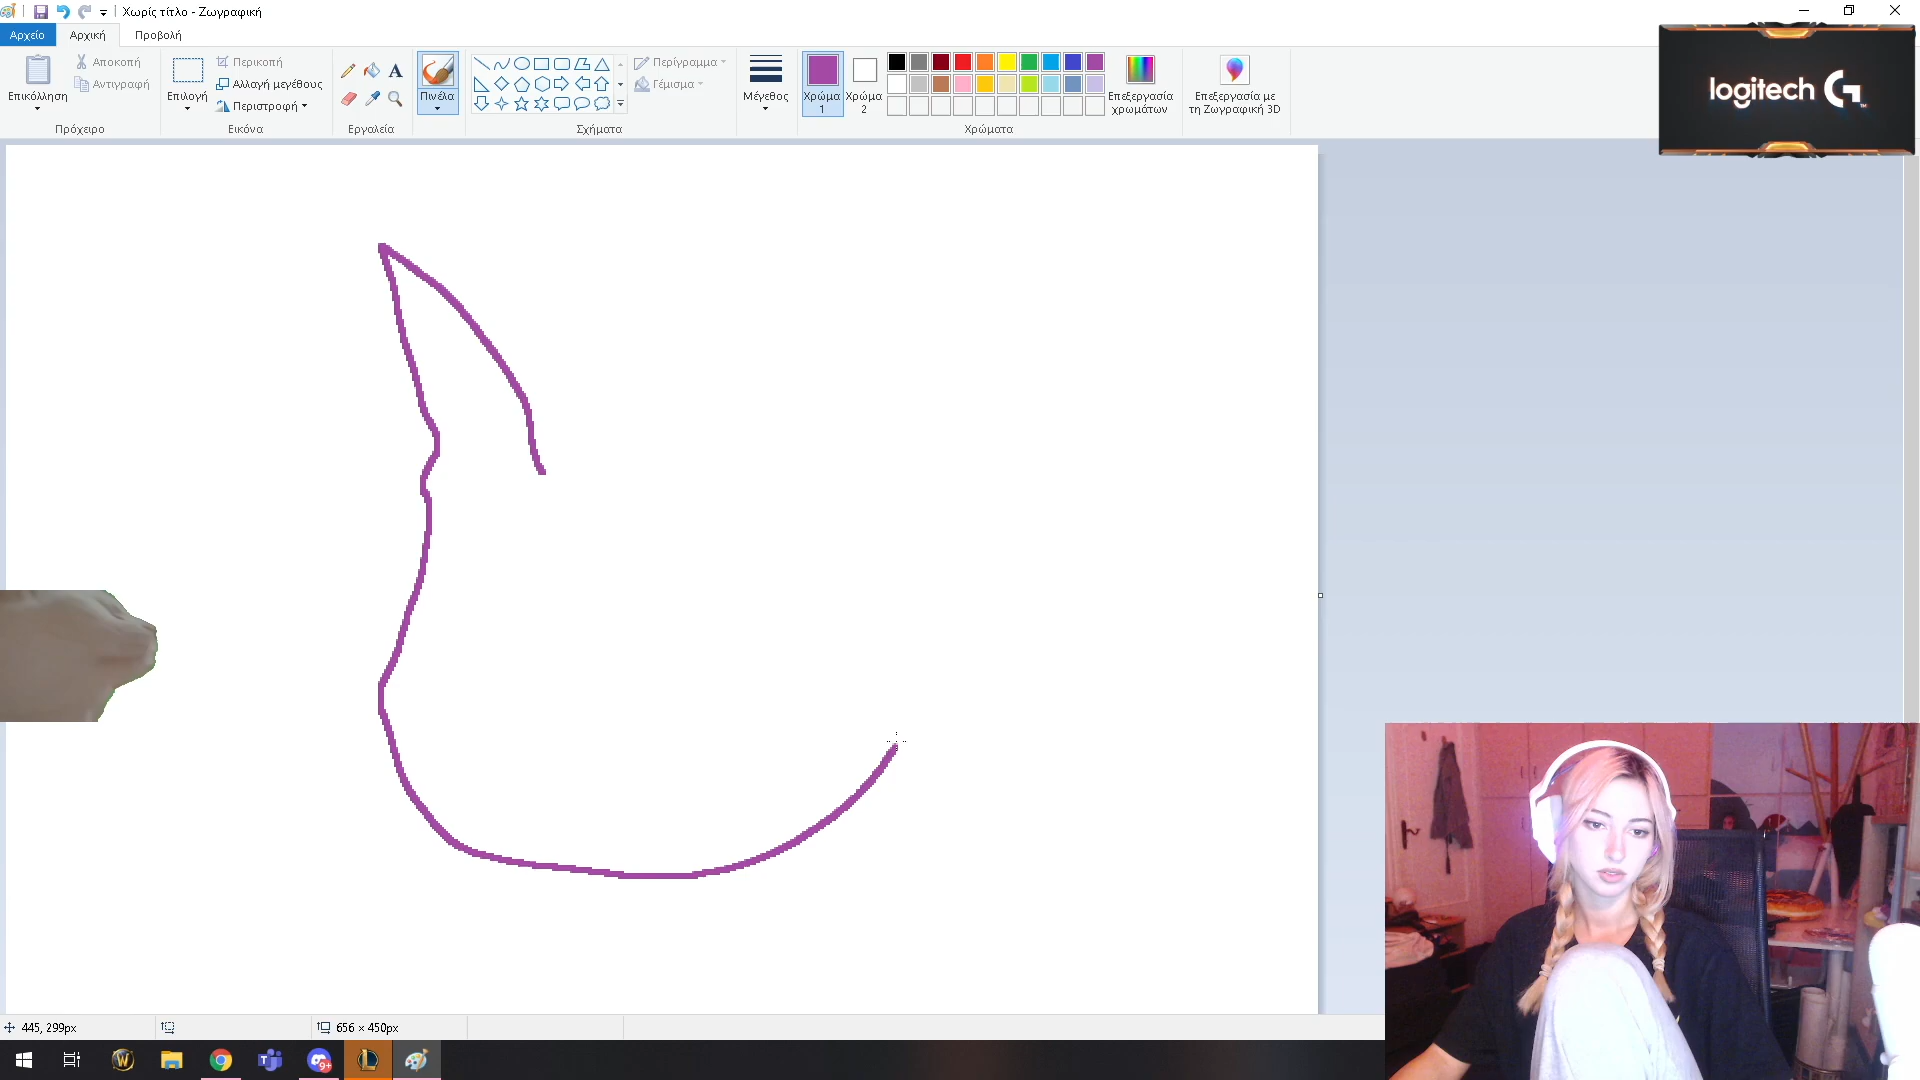 Χωρίς τίτλο - Ζωγραφική
Αρχείο Αρχική Προβολή
Επικόλληση
Αποκοπή
Αντιγραφή
Πρόχειρο
Επιλογή
Περικοπή
Αλλαγή μεγέθους
Περιστροφή
Εικόνα
A
Εργαλεία
Πινέλα
Περίγραμμα
Γέμισμα
Σχήματα
Μέγεθος
Χρώμα
1
Χρώμα
2
Επεξεργασία
χρωμάτων
Χρώματα
Επεξεργασία με
τη Ζωγραφική 3D
logitech G
445, 299px
656 × 450px
W
T
9+
L